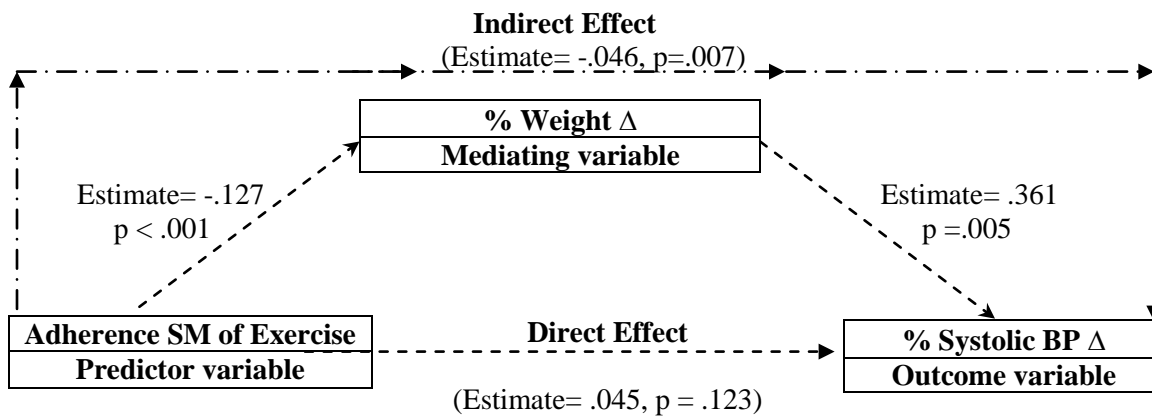 Indirect Effect
(Estimate= -.046, p=.007)
% Weight Δ
Mediating variable
Estimate= -.127
p < .001
Estimate= .361
p =.005
Adherence SM of Exercise
Predictor variable
Direct Effect
(Estimate= .045, p = .123)
% Systolic BP Δ
Outcome variable